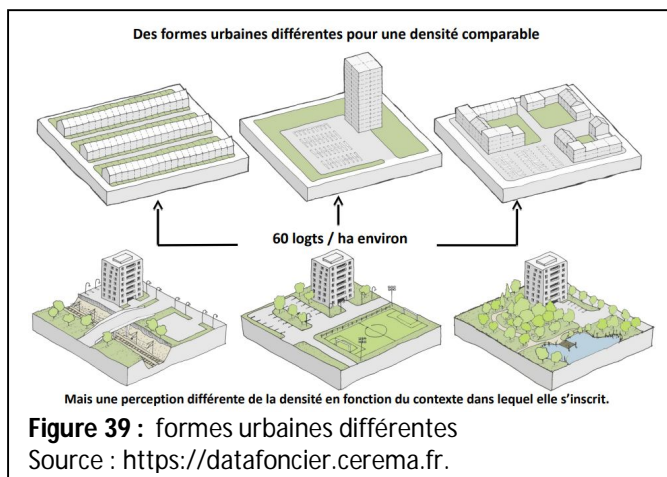 Des formes urbaines différentes pour une densité comparable
60 logts / ha environ
Mais une perception différente de la densité en fonction du contexte dans lequel elle s'inscrit.
Figure 39 : formes urbaines différentes
Source : https://datafoncier.cerema.fr.